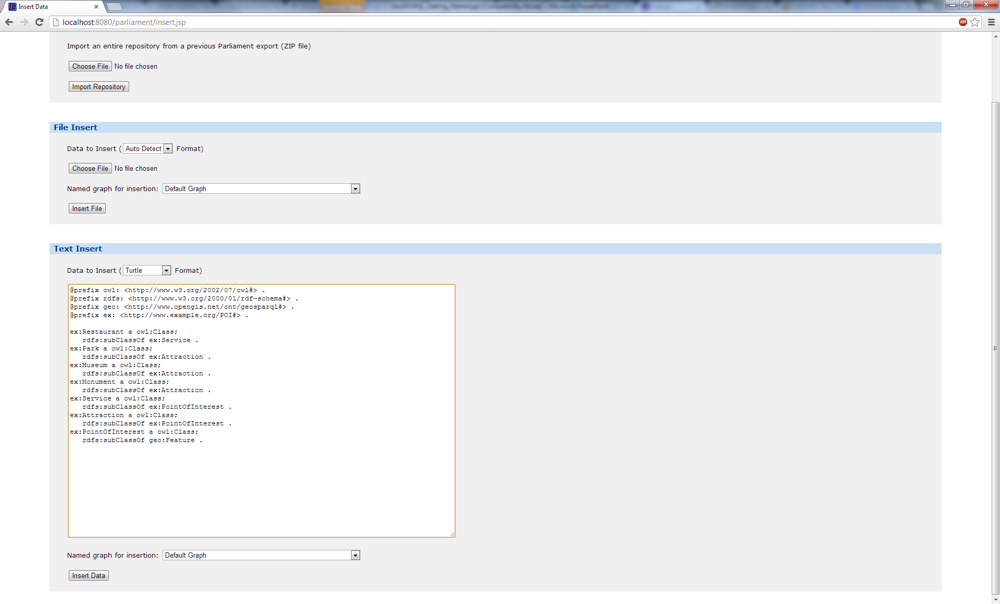 Insert Data
localhost:8080/parliament/insert.jsp
ABP
Import an entire repository from a previous Parliament export (ZIP file)
Choose File No file chosen
Import Repository
File Insert
Data to Insert ( Auto Detect Format)
Choose File No file chosen
Named graph for insertion: Default Graph
Insert File
Text Insert
Data to Insert ( Turtle Format)
@prefix owl: <http://www.w3.org/2002/07/owl#> .
@prefix rdfs: <http://www.w3.org/2000/01/rdf-schema#> .
@prefix geo: <http://www.opengis.net/ont/geosparql#> .
@prefix ex: <http://www.example.org/POI#> .
ex:Restaurant a owl:Class;
rdfs:subClassOf ex:Service .
ex:Park a owl:Class;
rdfs:subClassOf ex:Attraction .
ex:Museum a owl:Class;
rdfs:subClassOf ex:Attraction .
ex:Monument a owl:Class;
rdfs:subClassOf ex:Attraction .
ex:Service a owl:Class;
rdfs:subClassOf ex:PointOfInterest .
ex:Attraction a owl:Class;
rdfs:subClassOf ex:PointOfInterest .
ex:PointOfInterest a owl:Class;
rdfs:subClassOf geo:Feature .
Named graph for insertion: Default Graph
Insert Data